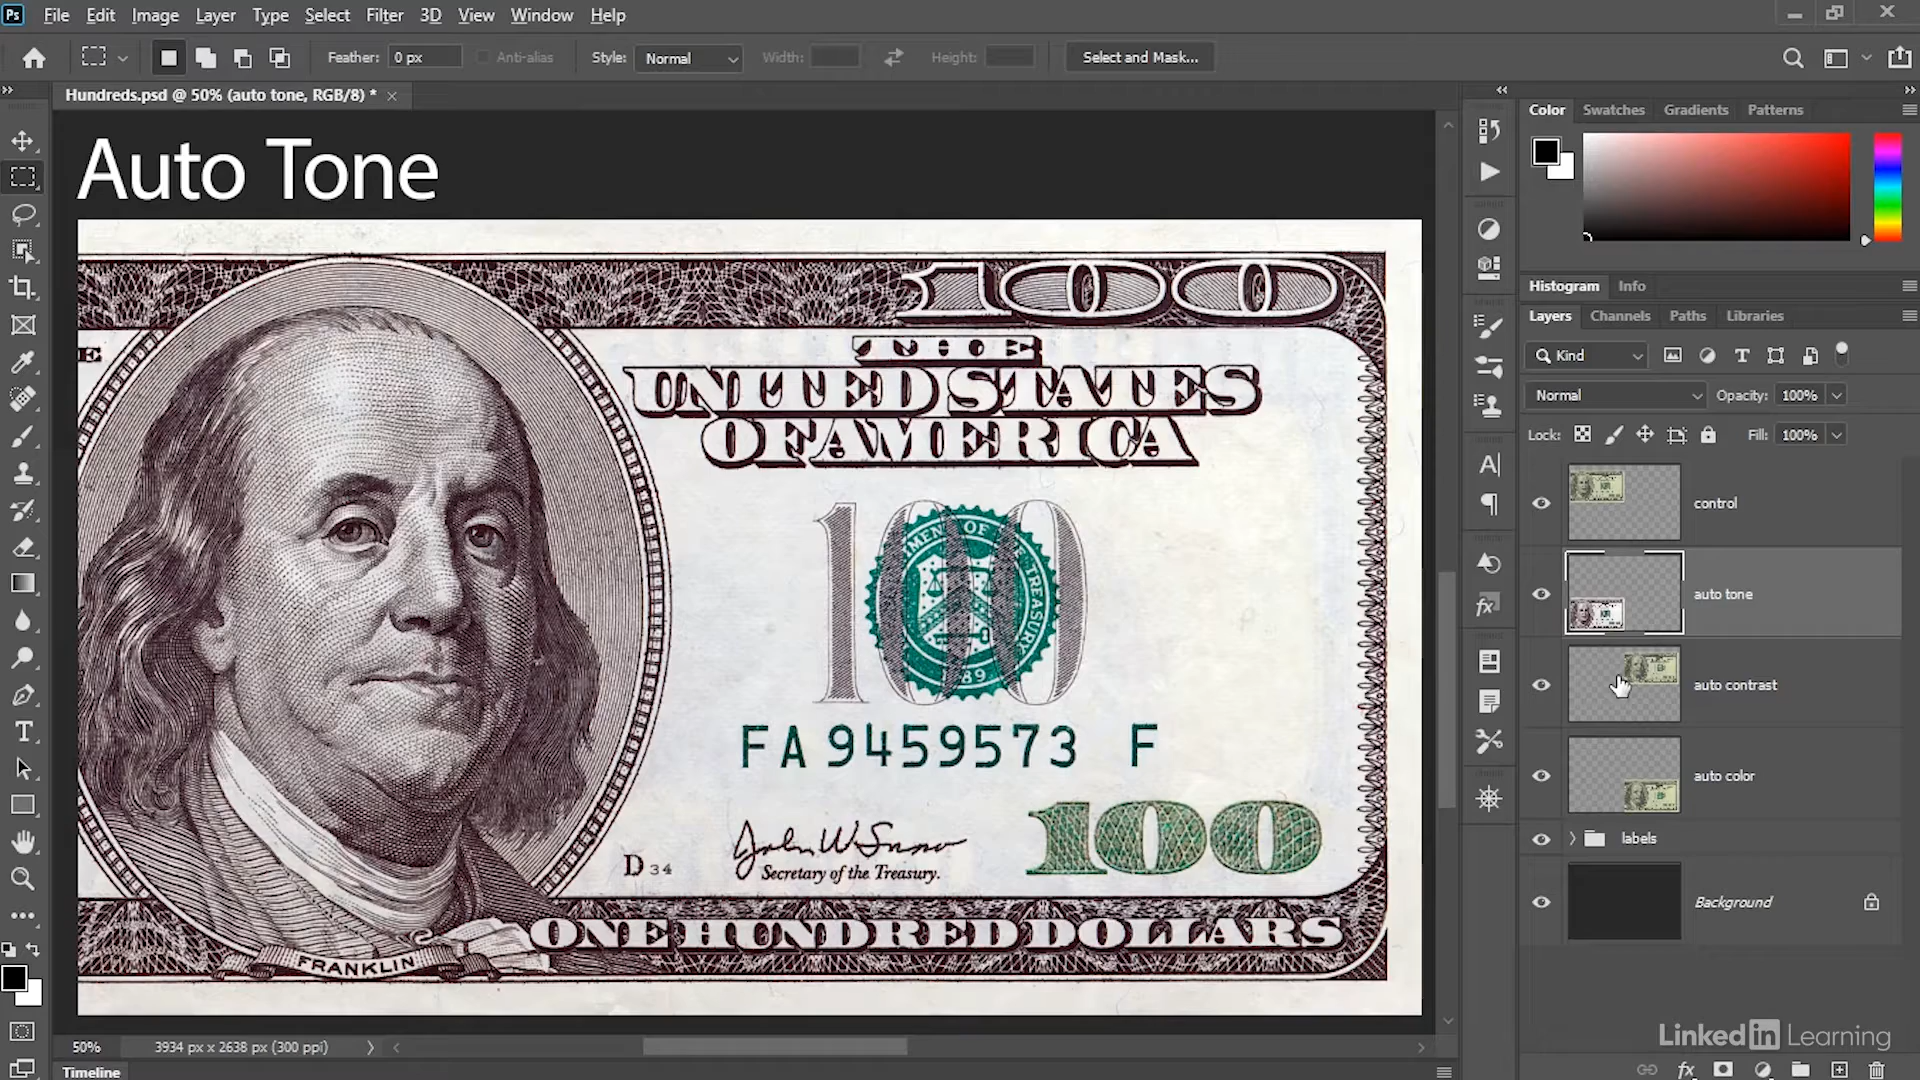 Ps File Edit Image Layer Type Select Filter 3D View Window Help
Feather: 0 px Anti-alias Style: Normal Width: Height: Select and Mask...
Hundreds.psd @ 50% (auto tone, RGB/8) * ×
Color Swatches Gradients Patterns
Auto Tone
Histogram Info
Layers Channels Paths Libraries
Kind
Normal Opacity: 100%
Lock: Fill: 100%
control
auto tone
auto contrast
auto color
labels
Background
100
THE
UNITED STATES
OF AMERICA
100
FA 9459573 F
100
D 34
John W Snow
Secretary of the Treasury.
ONE HUNDRED DOLLARS
FRANKLIN
50% 3934 px x 2638 px (300 ppi)
Timeline
LinkedIn Learning